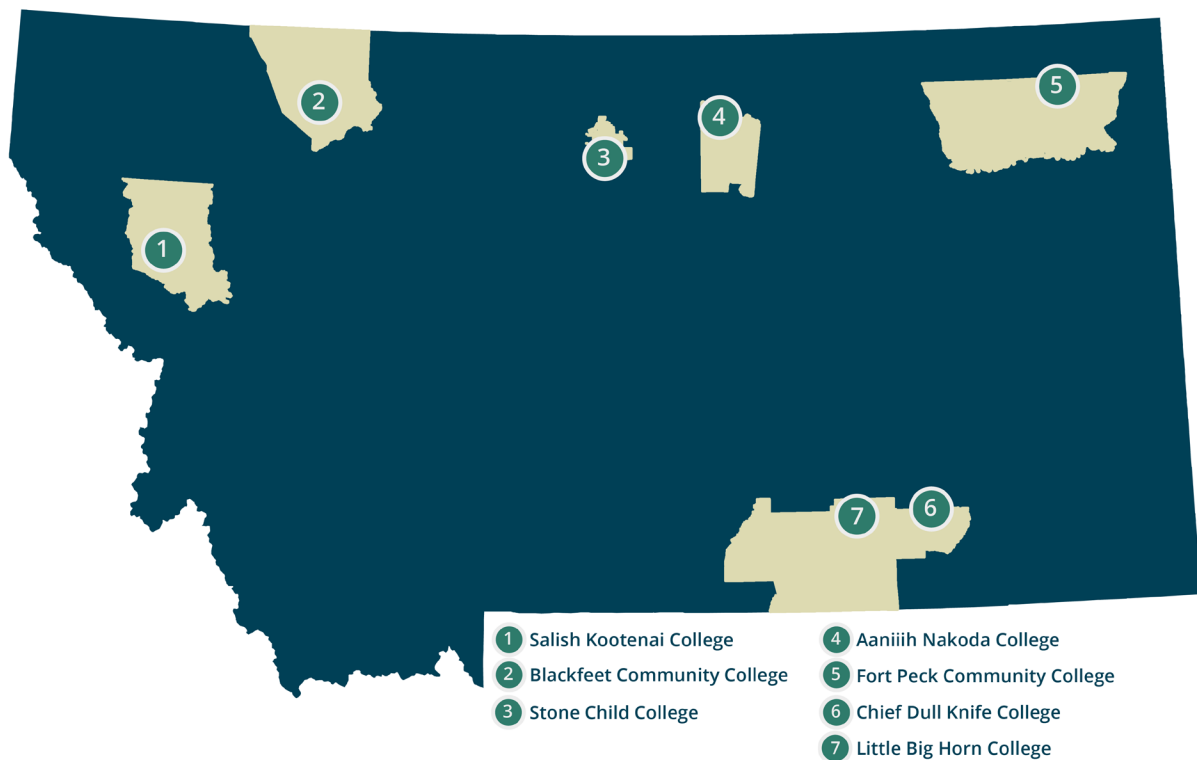 2
5
4
3
1
7
6
1 Salish Kootenai College
2 Blackfeet Community College
3 Stone Child College
4 Aaniiih Nakoda College
5 Fort Peck Community College
6 Chief Dull Knife College
7 Little Big Horn College